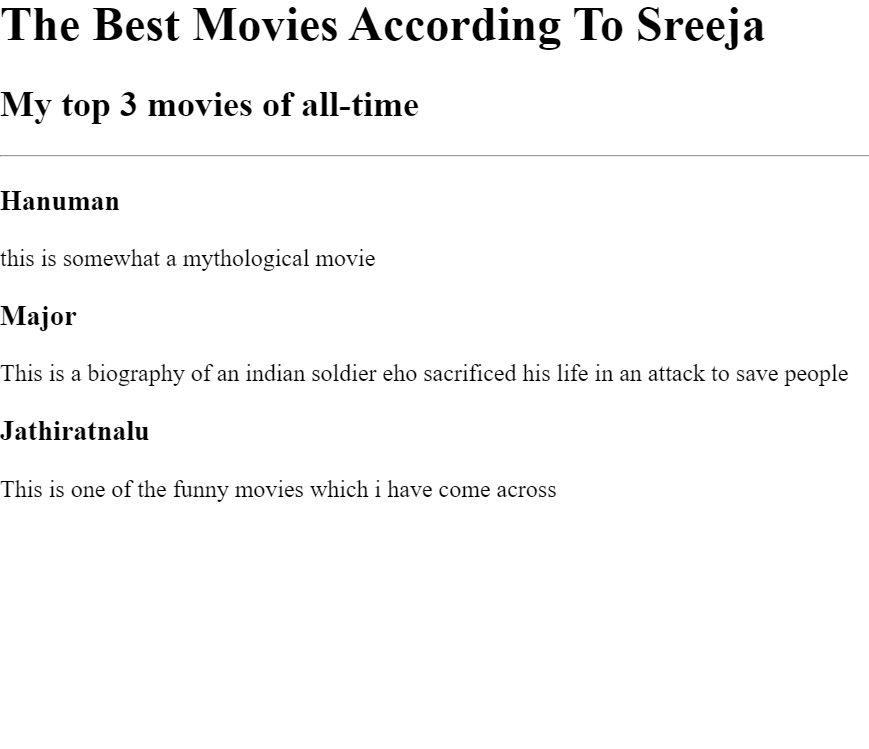 The Best Movies According To Sreeja
My top 3 movies of all-time
Hanuman
this is somewhat a mythological movie
Major
This is a biography of an indian soldier eho sacrificed his life in an attack to save people
Jathiratnalu
This is one of the funny movies which i have come across